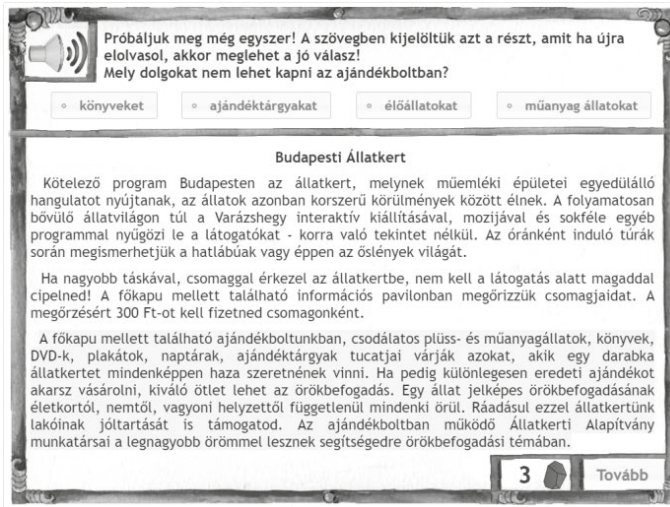 Próbáljuk meg még egyszer! A szövegben kijelöltük azt a részt, amit ha újra
elolvasol, akkor meglehet a jó válasz!
Mely dolgokat nem lehet kapni az ajándékboltban?
könyveket ajándéktárgyakat élőállatokat műanyag állatokat
Budapesti Állatkert
Kötelező program Budapesten az állatkert, melynek műemléki épületei egyedülálló
hangulatot nyújtanak, az állatok azonban korszerű körülmények között élnek. A folyamatosan
bővülő állatvilágon túl a Varázshegy interaktív kiállításával, mozijával és sokféle egyéb
programmal nyűgözi le a látogatókat - korra való tekintet nélkül. Az óránként induló túrák
során megismerhetjük a hatlábúak vagy éppen az őslények világát.
Ha nagyobb táskával, csomaggal érkezel az állatkertbe, nem kell a látogatás alatt magaddal
cipelned! A főkapu mellett található információs pavilonban megőrizzük csomagjaidat. A
megőrzésért 300 Ft-ot kell fizetned csomagonként.
A főkapu mellett található ajándékboltunkban, csodálatos plüss- és műanyagállatok, könyvek,
DVD-k, plakátok, naptárak, ajándéktárgyak tucatjai várják azokat, akik egy darabka
állatkertet mindenképpen haza szeretnének vinni. Ha pedig különlegesen eredeti ajándékot
akarsz vásárolni, kiváló ötlet lehet az örökbefogadás. Egy állat jelképes örökbefogadásának
életkortól, nemtől, vagyoni helyzettől függetlenül mindenki örül. Ráadásul ezzel állatkertünk
lakóinak jóltartását is támogatod. Az ajándékboltban működő Állatkerti Alapítvány
munkatársai a legnagyobb örömmel lesznek segítségedre örökbefogadási témában.
3 Tovább